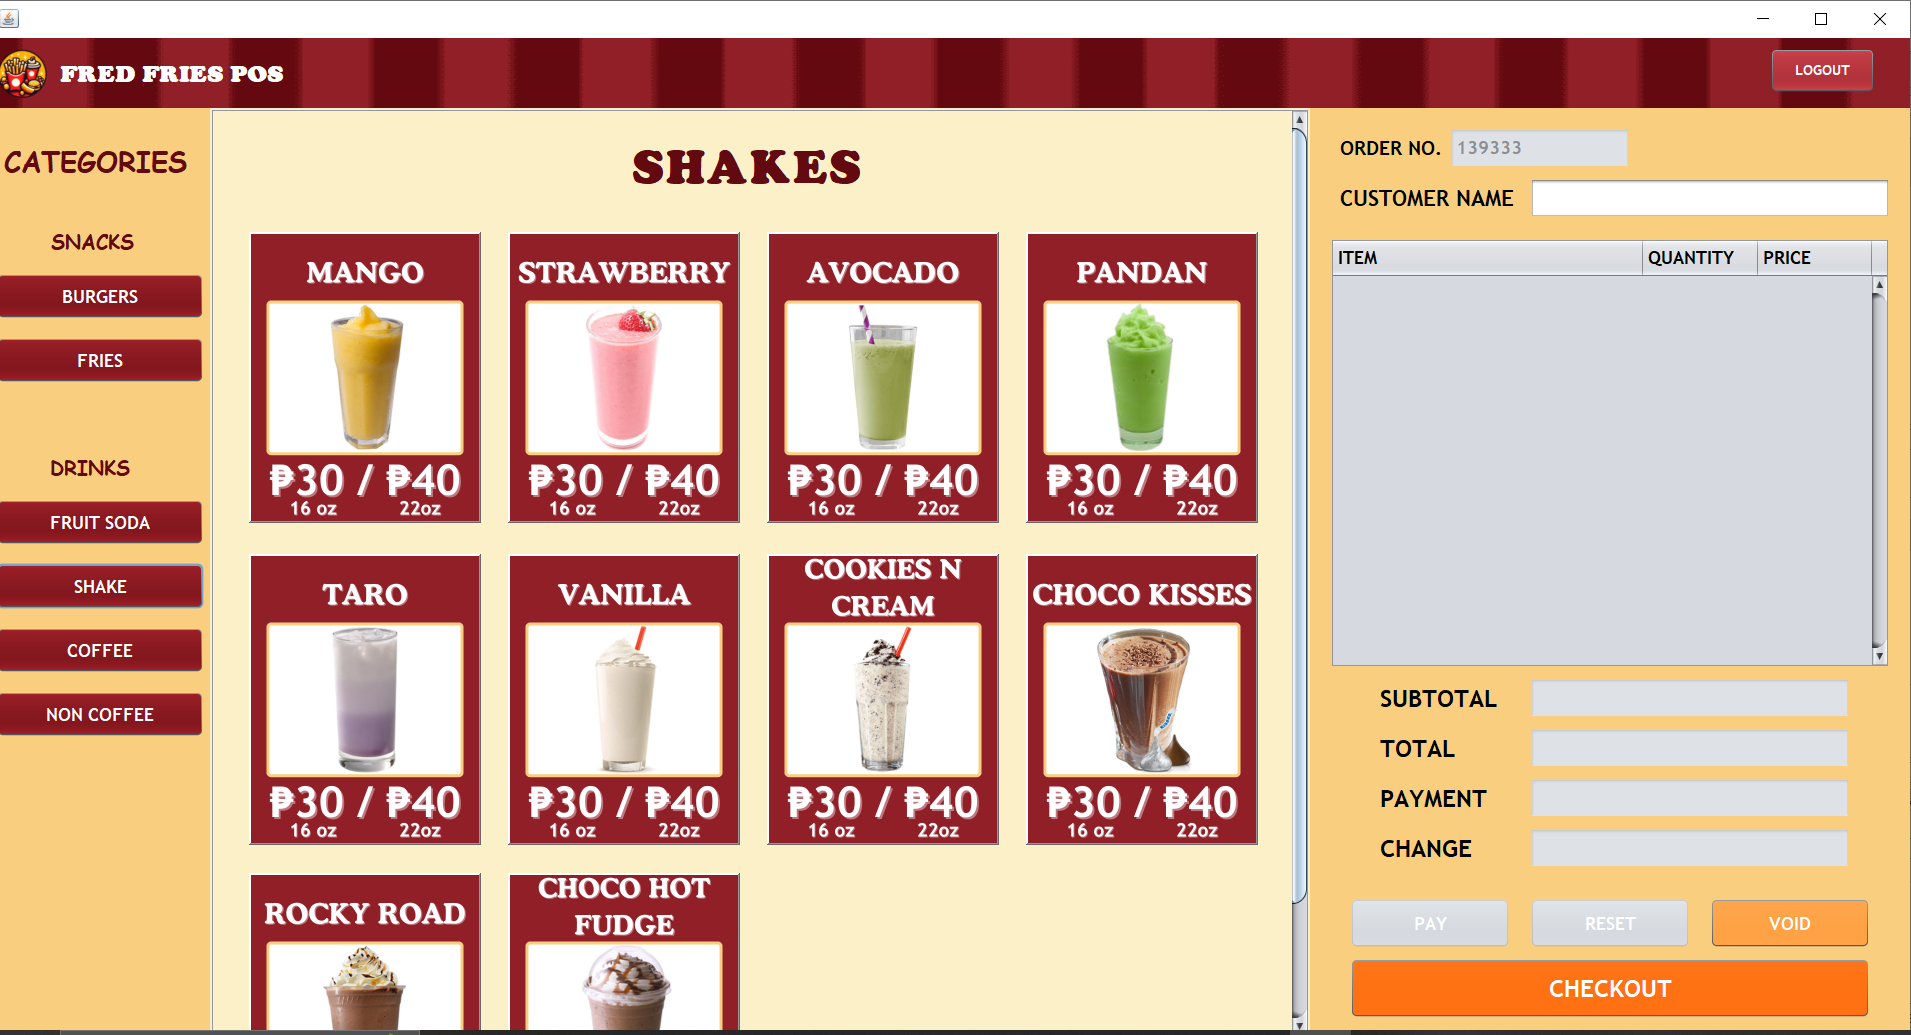 FRED FRIES POS
LOGOUT
CATEGORIES
SNACKS
BURGERS
FRIES
DRINKS
FRUIT SODA
SHAKE
COFFEE
NON COFFEE
SHAKES
MANGO
₱30 / ₱40
16 oz 22oz
STRAWBERRY
₱30 / ₱40
16 oz 22oz
AVOCADO
₱30 / ₱40
16 oz 22oz
PANDAN
₱30 / ₱40
16 oz 22oz
TARO
₱30 / ₱40
16 oz 22oz
VANILLA
₱30 / ₱40
16 oz 22oz
COOKIES N
CREAM
₱30 / ₱40
16 oz 22oz
CHOCO KISSES
₱30 / ₱40
16 oz 22oz
ROCKY ROAD
CHOCO HOT
FUDGE
ORDER NO. 139333
CUSTOMER NAME
ITEM QUANTITY PRICE
SUBTOTAL
TOTAL
PAYMENT
CHANGE
PAY RESET VOID
CHECKOUT